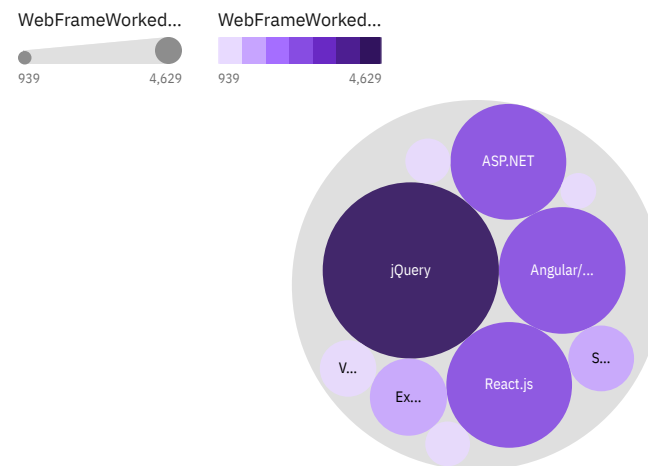 WebFrameWorked...
939
4,629
WebFrameWorked...
939
4,629
ASP.NET
jQuery
Angular/...
V...
Ex...
React.js
S...